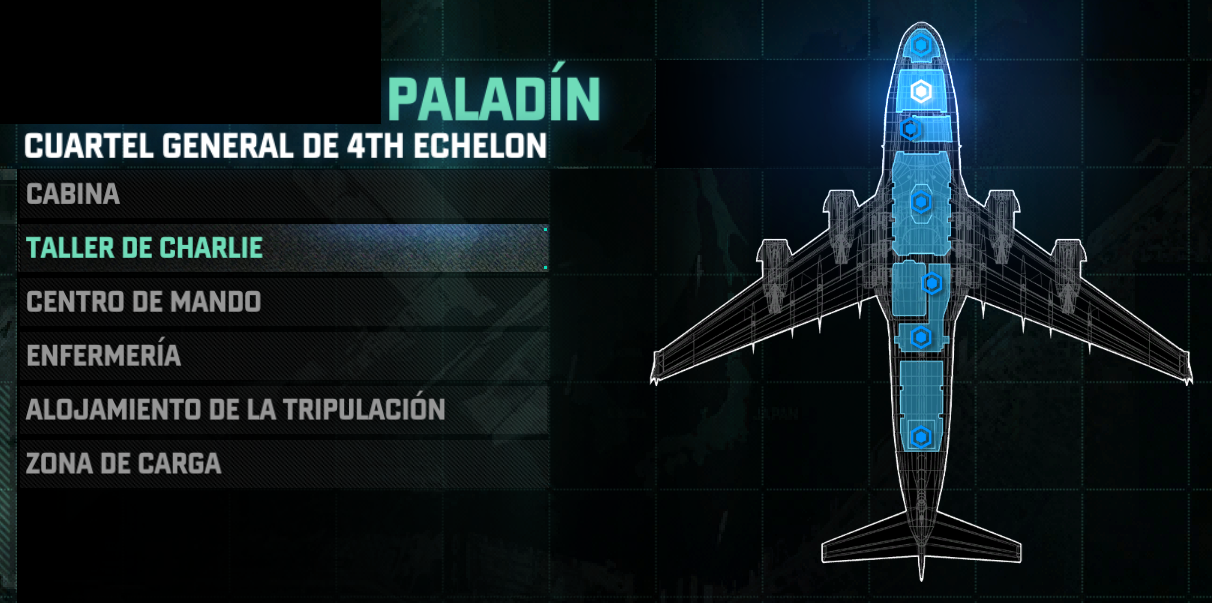 PALADÍN
CUARTEL GENERAL DE 4TH ECHELON
CABINA
TALLER DE CHARLIE
CENTRO DE MANDO
ENFERMERÍA
ALOJAMIENTO DE LA TRIPULACIÓN
ZONA DE CARGA